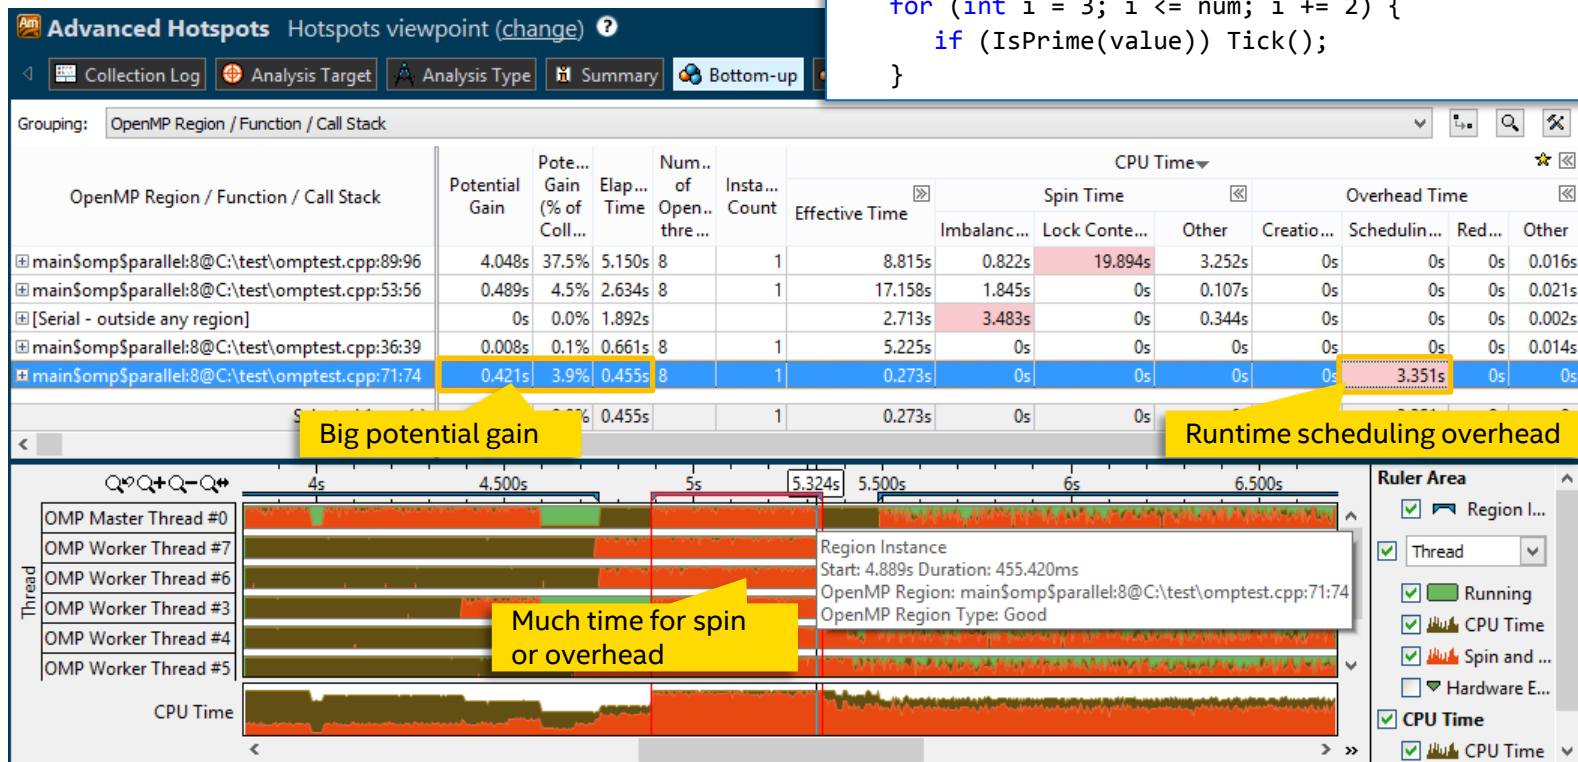 for (int i = 3; i <= num; i += 2) {
if (IsPrime(value)) Tick();
}
Advanced Hotspots Hotspots viewpoint (change) ?
Collection Log Analysis Target Analysis Type Summary Bottom-up
Grouping: OpenMP Region / Function / Call Stack
OpenMP Region / Function / Call Stack
Potential Gain
Pote... Gain (% of Coll...
Elap... Time
Num... of Open... thre...
Insta... Count
CPU Time
Effective Time
Spin Time
Overhead Time
Imbalanc... Lock Conte... Other Creatio... Schedulin... Red... Other
main$omp$parallel:8@C:\test\omptest.cpp:89:96 4.048s 37.5% 5.150s 8 1 8.815s 0.822s 19.894s 3.252s 0s 0s 0s 0.016s
main$omp$parallel:8@C:\test\omptest.cpp:53:56 0.489s 4.5% 2.634s 8 1 17.158s 1.845s 0s 0.107s 0s 0s 0s 0.021s
[Serial - outside any region] 0s 0.0% 1.892s 2.713s 3.483s 0s 0.344s 0s 0s 0s 0.002s
main$omp$parallel:8@C:\test\omptest.cpp:36:39 0.008s 0.1% 0.661s 8 1 5.225s 0s 0s 0s 0s 0s 0s 0.014s
main$omp$parallel:8@C:\test\omptest.cpp:71:74 0.421s 3.9% 0.455s 8 1 0.273s 0s 0s 0s 0s 3.351s 0s 0s
0.455s 1 0.273s 0s 0s
Big potential gain
Runtime scheduling overhead
4s 4.500s 5s 5.324s 5.500s 6s 6.500s
Thread
OMP Master Thread #0
OMP Worker Thread #7
OMP Worker Thread #6
OMP Worker Thread #3
OMP Worker Thread #4
OMP Worker Thread #5
CPU Time
Region Instance
Start: 4.889s Duration: 455.420ms
OpenMP Region: main$omp$parallel:8@C:\test\omptest.cpp:71:74
OpenMP Region Type: Good
Much time for spin
or overhead
Ruler Area
Region I...
Thread
Running
CPU Time
Spin and ...
Hardware E...
CPU Time
CPU Time